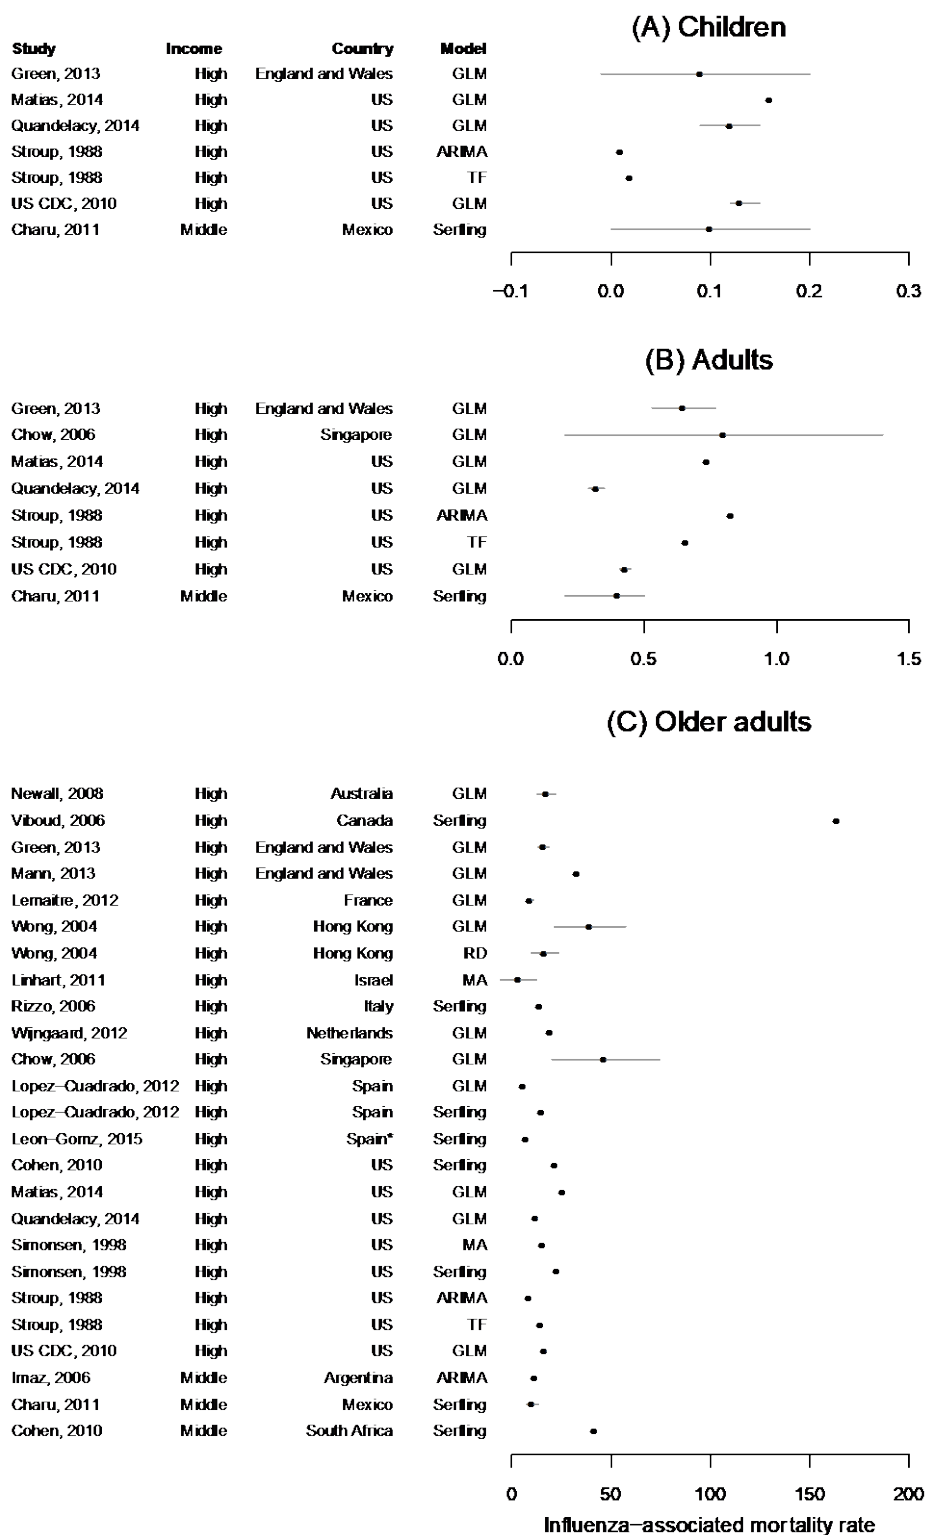 (A) Children
Study Income Country Model
Green, 2013 High England and Wales GLM
Matias, 2014 High US GLM
Quandelacy, 2014 High US GLM
Stroup, 1988 High US ARIMA
Stroup, 1988 High US TF
US CDC, 2010 High US GLM
Charu, 2011 Middle Mexico Serfling
−0.1 0.0 0.1 0.2 0.3
(B) Adults
Green, 2013 High England and Wales GLM
Chow, 2006 High Singapore GLM
Matias, 2014 High US GLM
Quandelacy, 2014 High US GLM
Stroup, 1988 High US ARIMA
Stroup, 1988 High US TF
US CDC, 2010 High US GLM
Charu, 2011 Middle Mexico Serfling
0.0 0.5 1.0 1.5
(C) Older adults
Newall, 2008 High Australia GLM
Viboud, 2006 High Canada Serfling
Green, 2013 High England and Wales GLM
Mann, 2013 High England and Wales GLM
Lemaitre, 2012 High France GLM
Wong, 2004 High Hong Kong GLM
Wong, 2004 High Hong Kong RD
Linhart, 2011 High Israel MA
Rizzo, 2006 High Italy Serfling
Wijngaard, 2012 High Netherlands GLM
Chow, 2006 High Singapore GLM
Lopez−Cuadrado, 2012 High Spain GLM
Lopez−Cuadrado, 2012 High Spain Serfling
Leon−Gomz, 2015 High Spain* Serfling
Cohen, 2010 High US Serfling
Matias, 2014 High US GLM
Quandelacy, 2014 High US GLM
Simonsen, 1998 High US MA
Simonsen, 1998 High US Serfling
Stroup, 1988 High US ARIMA
Stroup, 1988 High US TF
US CDC, 2010 High US GLM
Imaz, 2006 Middle Argentina ARIMA
Charu, 2011 Middle Mexico Serfling
Cohen, 2010 Middle South Africa Serfling
0 50 100 150 200
Influenza−associated mortality rate